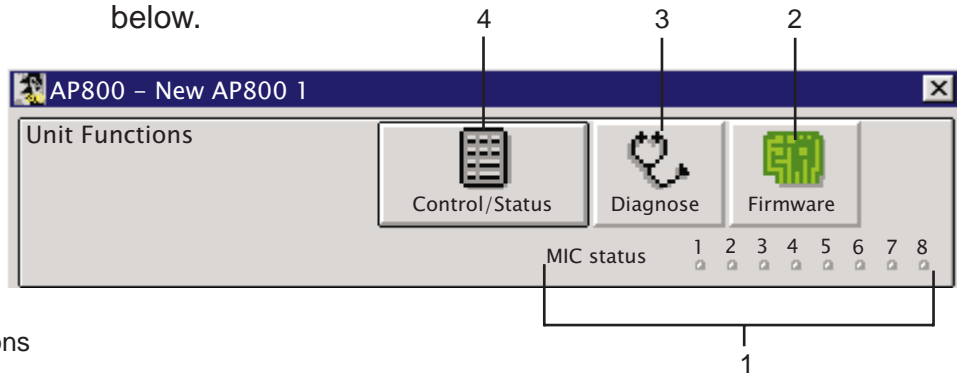 below.
4 3 2
AP800 – New AP800 1
Unit Functions
Control/Status Diagnose Firmware
MIC status 1 2 3 4 5 6 7 8
1